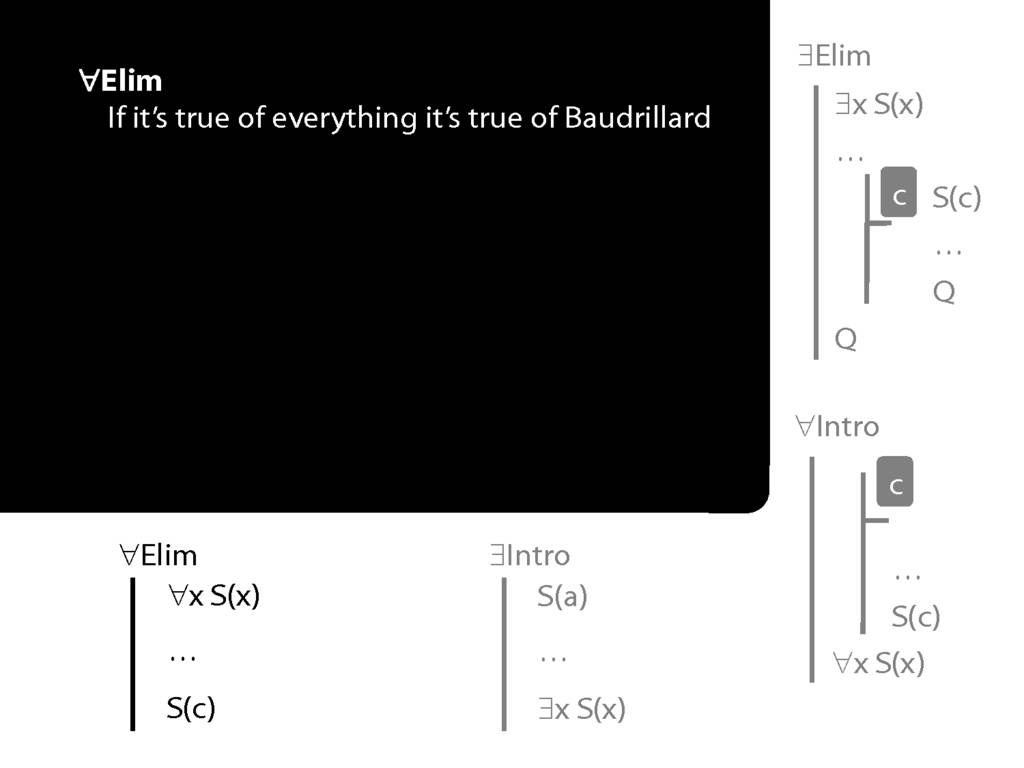 ∀Elim
If it's true of everything it's true of Baudrillard
∃Elim
∃x S(x)
…
c S(c)
…
Q
Q
∀Intro
c
…
S(c)
∀x S(x)
∀Elim
∀x S(x)
…
S(c)
∃Intro
S(a)
…
∃x S(x)